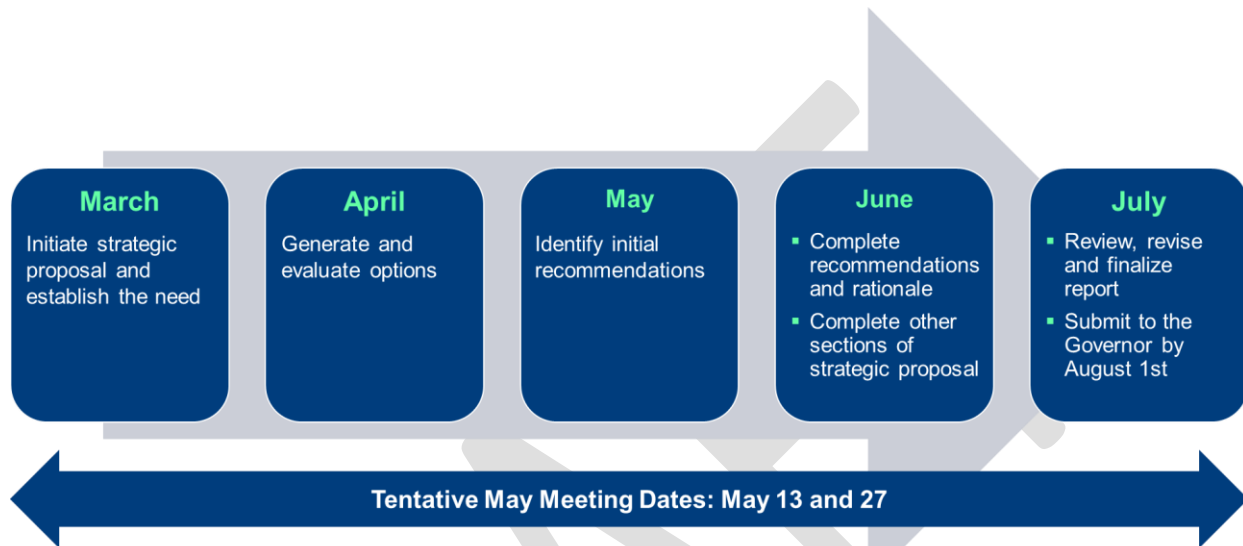 March
Initiate strategic
proposal and
establish the need
April
Generate and
evaluate options
May
Identify initial
recommendations
June
▪ Complete
recommendations
and rationale
▪ Complete other
sections of
strategic proposal
July
▪ Review, revise
and finalize
report
▪ Submit to the
Governor by
August 1st
Tentative May Meeting Dates: May 13 and 27